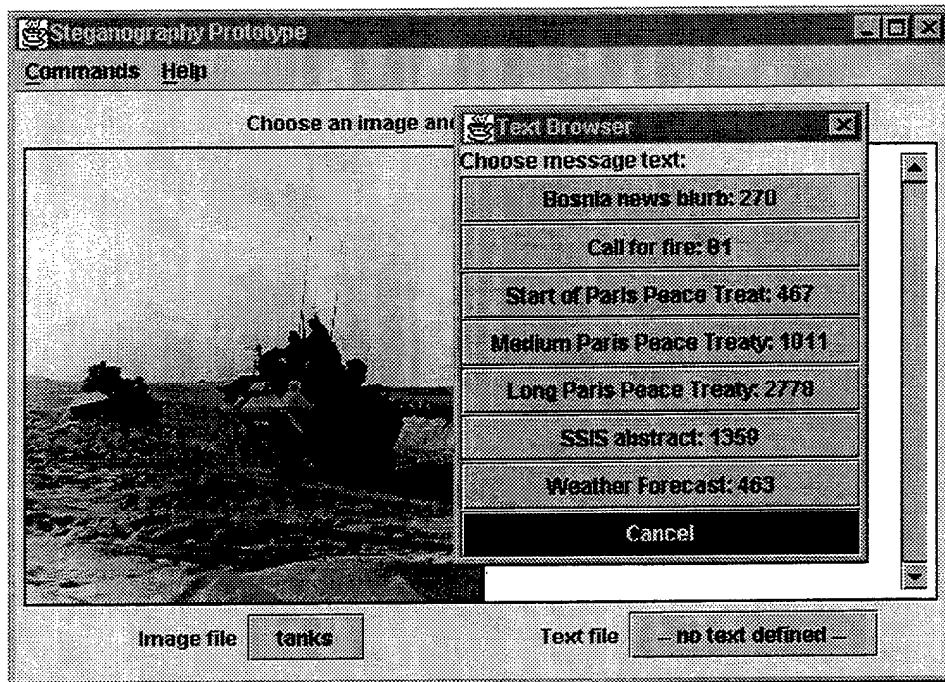 Steganography Prototype
Commands Help
Choose an image and
Text Browser
Choose message text:
Bosnia news blurb: 270
Call for fire: 81
Start of Paris Peace Treat: 467
Medium Paris Peace Treaty: 1011
Long Paris Peace Treaty: 2778
SSIS abstract: 1359
Weather Forecast: 463
Cancel
Image file tanks Text file -- no text defined --